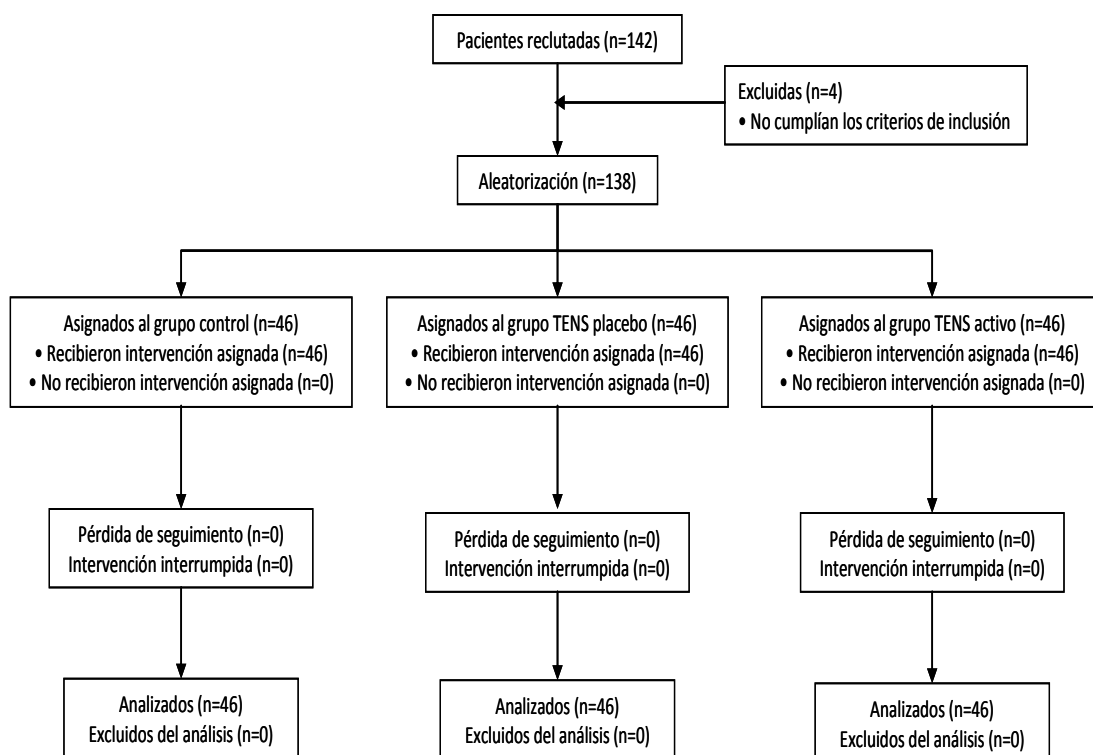 Pacientes reclutadas (n=142)
Excluidas (n=4)
• No cumplían los criterios de inclusión
Aleatorización (n=138)
Asignados al grupo control (n=46)
• Recibieron intervención asignada (n=46)
• No recibieron intervención asignada (n=0)
Asignados al grupo TENS placebo (n=46)
• Recibieron intervención asignada (n=46)
• No recibieron intervención asignada (n=0)
Asignados al grupo TENS activo (n=46)
• Recibieron intervención asignada (n=46)
• No recibieron intervención asignada (n=0)
Pérdida de seguimiento (n=0)
Intervención interrumpida (n=0)
Pérdida de seguimiento (n=0)
Intervención interrumpida (n=0)
Pérdida de seguimiento (n=0)
Intervención interrumpida (n=0)
Analizados (n=46)
Excluidos del análisis (n=0)
Analizados (n=46)
Excluidos del análisis (n=0)
Analizados (n=46)
Excluidos del análisis (n=0)